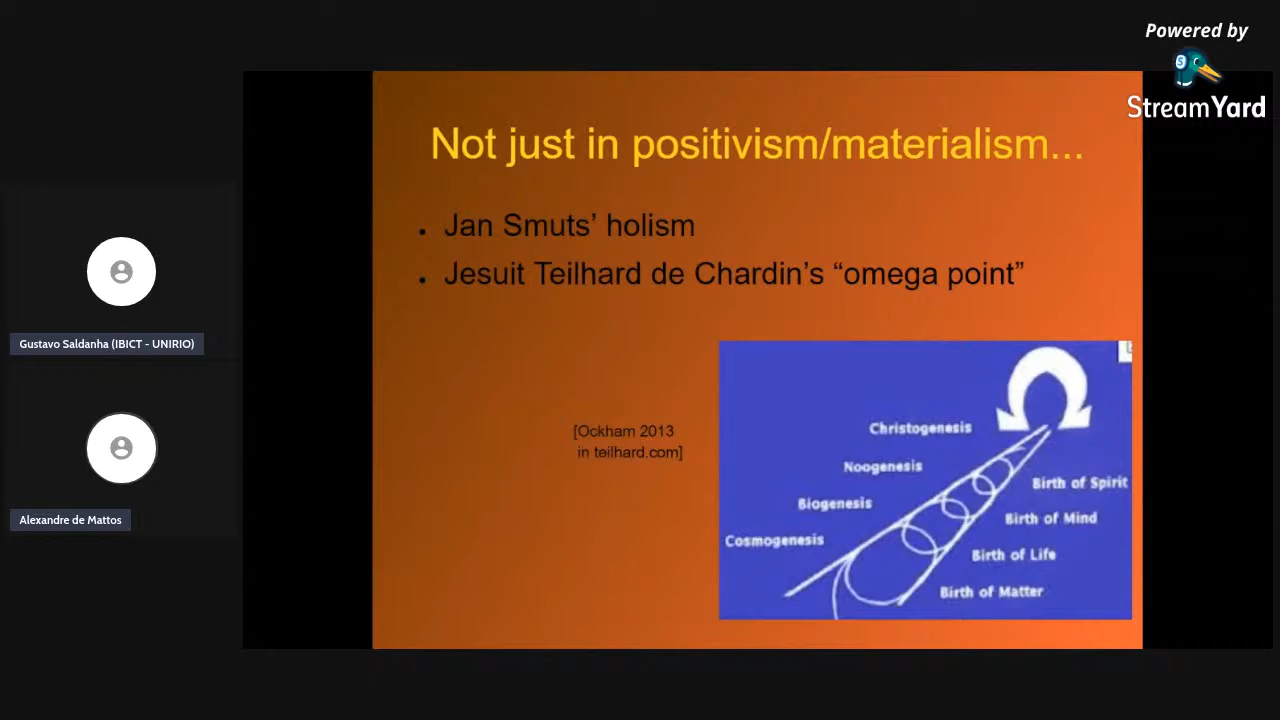 Powered by
StreamYard
Not just in positivism/materialism...
• Jan Smuts’ holism
• Jesuit Teilhard de Chardin’s “omega point”
[Ockham 2013
in teilhard.com]
Ω
Christogenesis
Noogenesis
Biogenesis
Cosmogenesis
Birth of Spirit
Birth of Mind
Birth of Life
Birth of Matter
Gustavo Saldanha (IBICT - UNIRIO)
Alexandre de Mattos